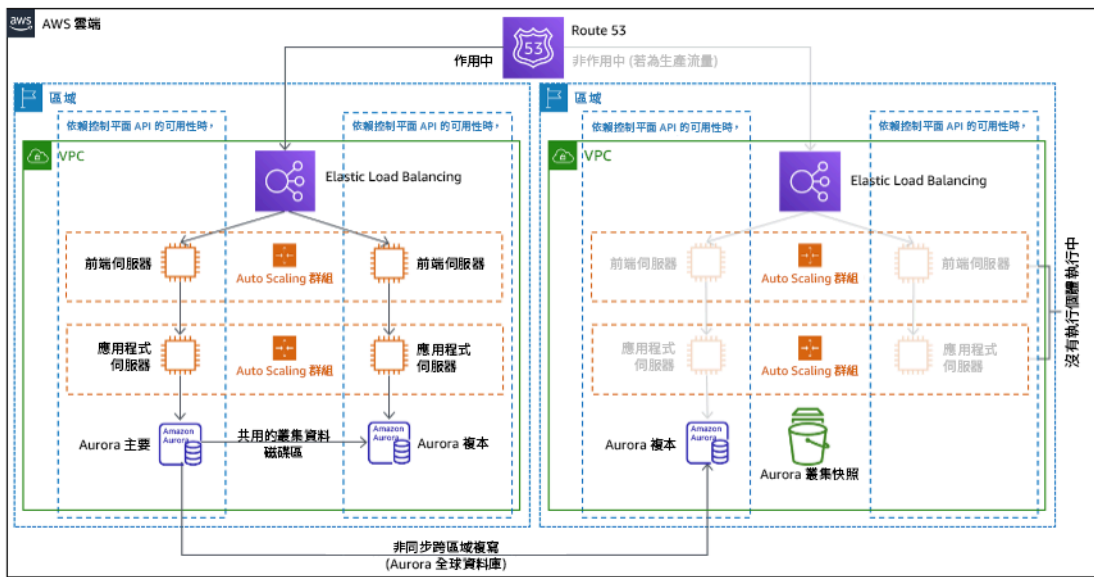 aws
AWS 雲端
53
Route 53
作用中
非作用中 (若為生產流量)
區域
依賴控制平面 API 的可用性時，
依賴控制平面 API 的可用性時，
VPC
Elastic Load Balancing
前端伺服器
Auto Scaling 群組
前端伺服器
應用程式
伺服器
Auto Scaling 群組
應用程式
伺服器
Aurora 主要
Amazon
Aurora
共用的叢集資料
磁碟區
Amazon
Aurora
Aurora 複本
區域
依賴控制平面 API 的可用性時，
依賴控制平面 API 的可用性時，
VPC
Elastic Load Balancing
前端伺服器
Auto Scaling 群組
前端伺服器
應用程式
伺服器
Auto Scaling 群組
應用程式
伺服器
沒有執行個體執行中
Aurora 複本
Amazon
Aurora
Aurora 叢集快照
非同步跨區域複寫
(Aurora 全球資料庫)